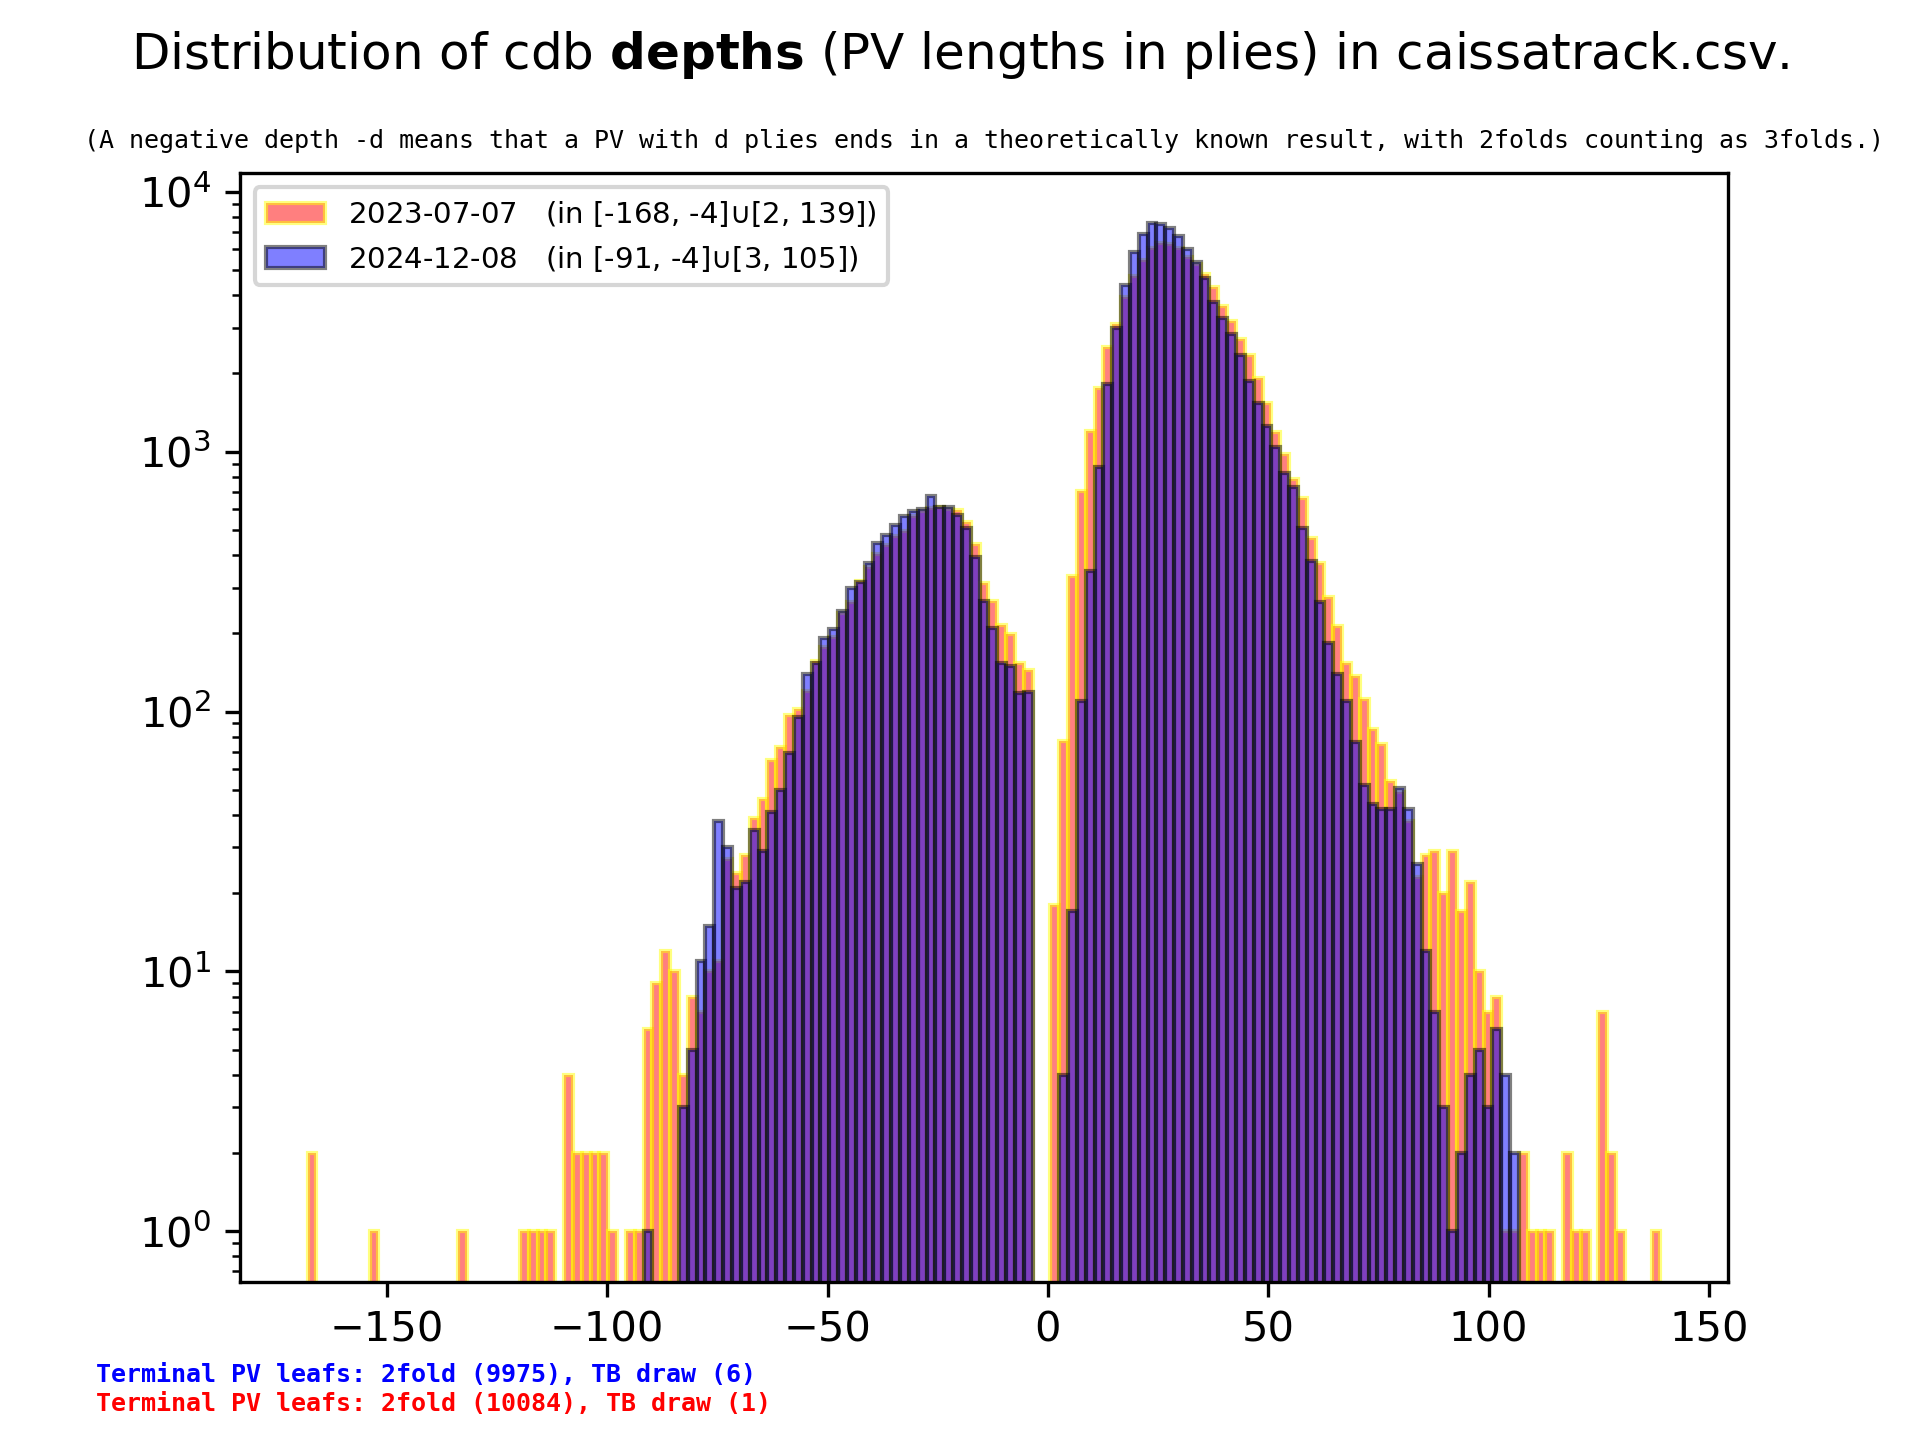 Distribution of cdb depths (PV lengths in plies) in caissatrack.csv.
(A negative depth -d means that a PV with d plies ends in a theoretically known result, with 2folds counting as 3folds.)
2023-07-07 (in [-168, -4]∪[2, 139])
2024-12-08 (in [-91, -4]∪[3, 105])
10⁴
10³
10²
10¹
10⁰
−150 −100 −50 0 50 100 150
Terminal PV leafs: 2fold (9975), TB draw (6)
Terminal PV leafs: 2fold (10084), TB draw (1)